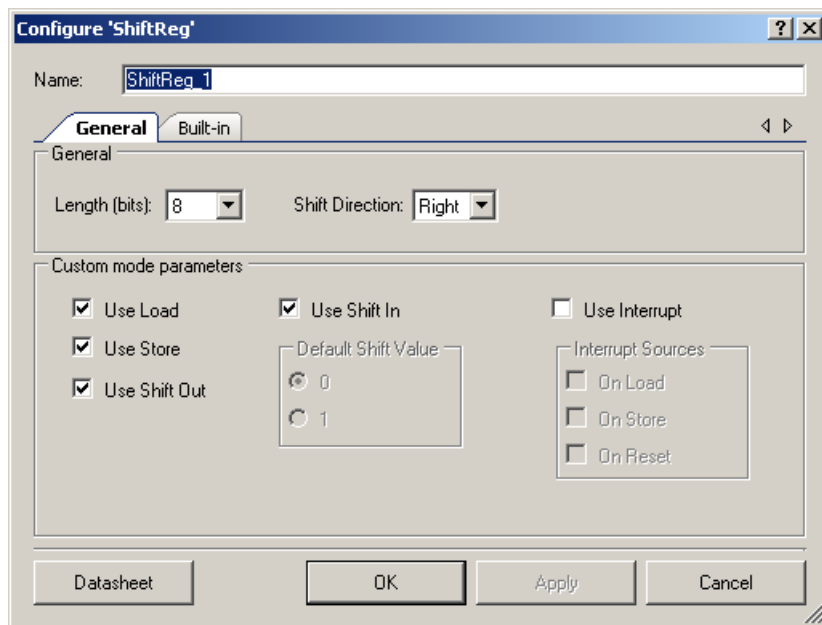 Configure 'ShiftReg'
Name: ShiftReg_1
General Built-in
General
Length (bits): 8 Shift Direction: Right
Custom mode parameters
Use Load Use Shift In Use Interrupt
Use Store Default Shift Value Interrupt Sources
Use Shift Out 0 On Load
1 On Store
On Reset
Datasheet OK Apply Cancel